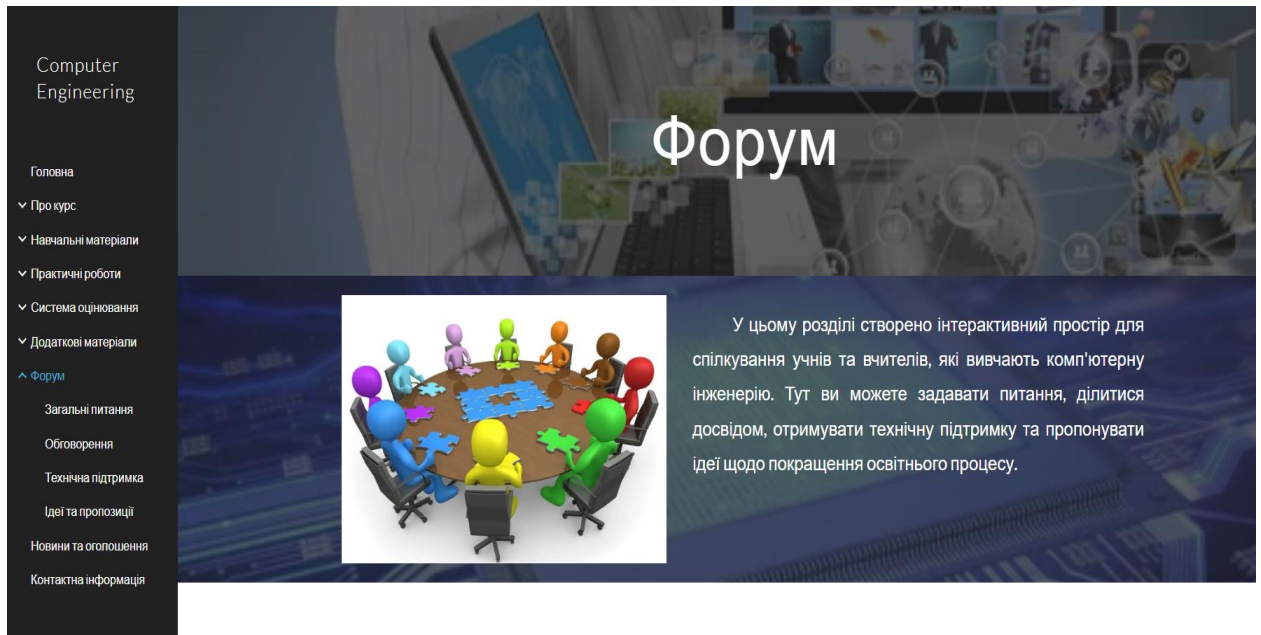 Computer
Engineering
Головна
Про курс
Навчальні матеріали
Практичні роботи
Система оцінювання
Додаткові матеріали
Форум
Загальні питання
Обговорення
Технічна підтримка
Ідеї та пропозиції
Новини та оголошення
Контактна інформація
Форум
У цьому розділі створено інтерактивний простір для
спілкування учнів та вчителів, які вивчають комп'ютерну
інженерію. Тут ви можете задавати питання, ділитися
досвідом, отримувати технічну підтримку та пропонувати
ідеї щодо покращення освітнього процесу.